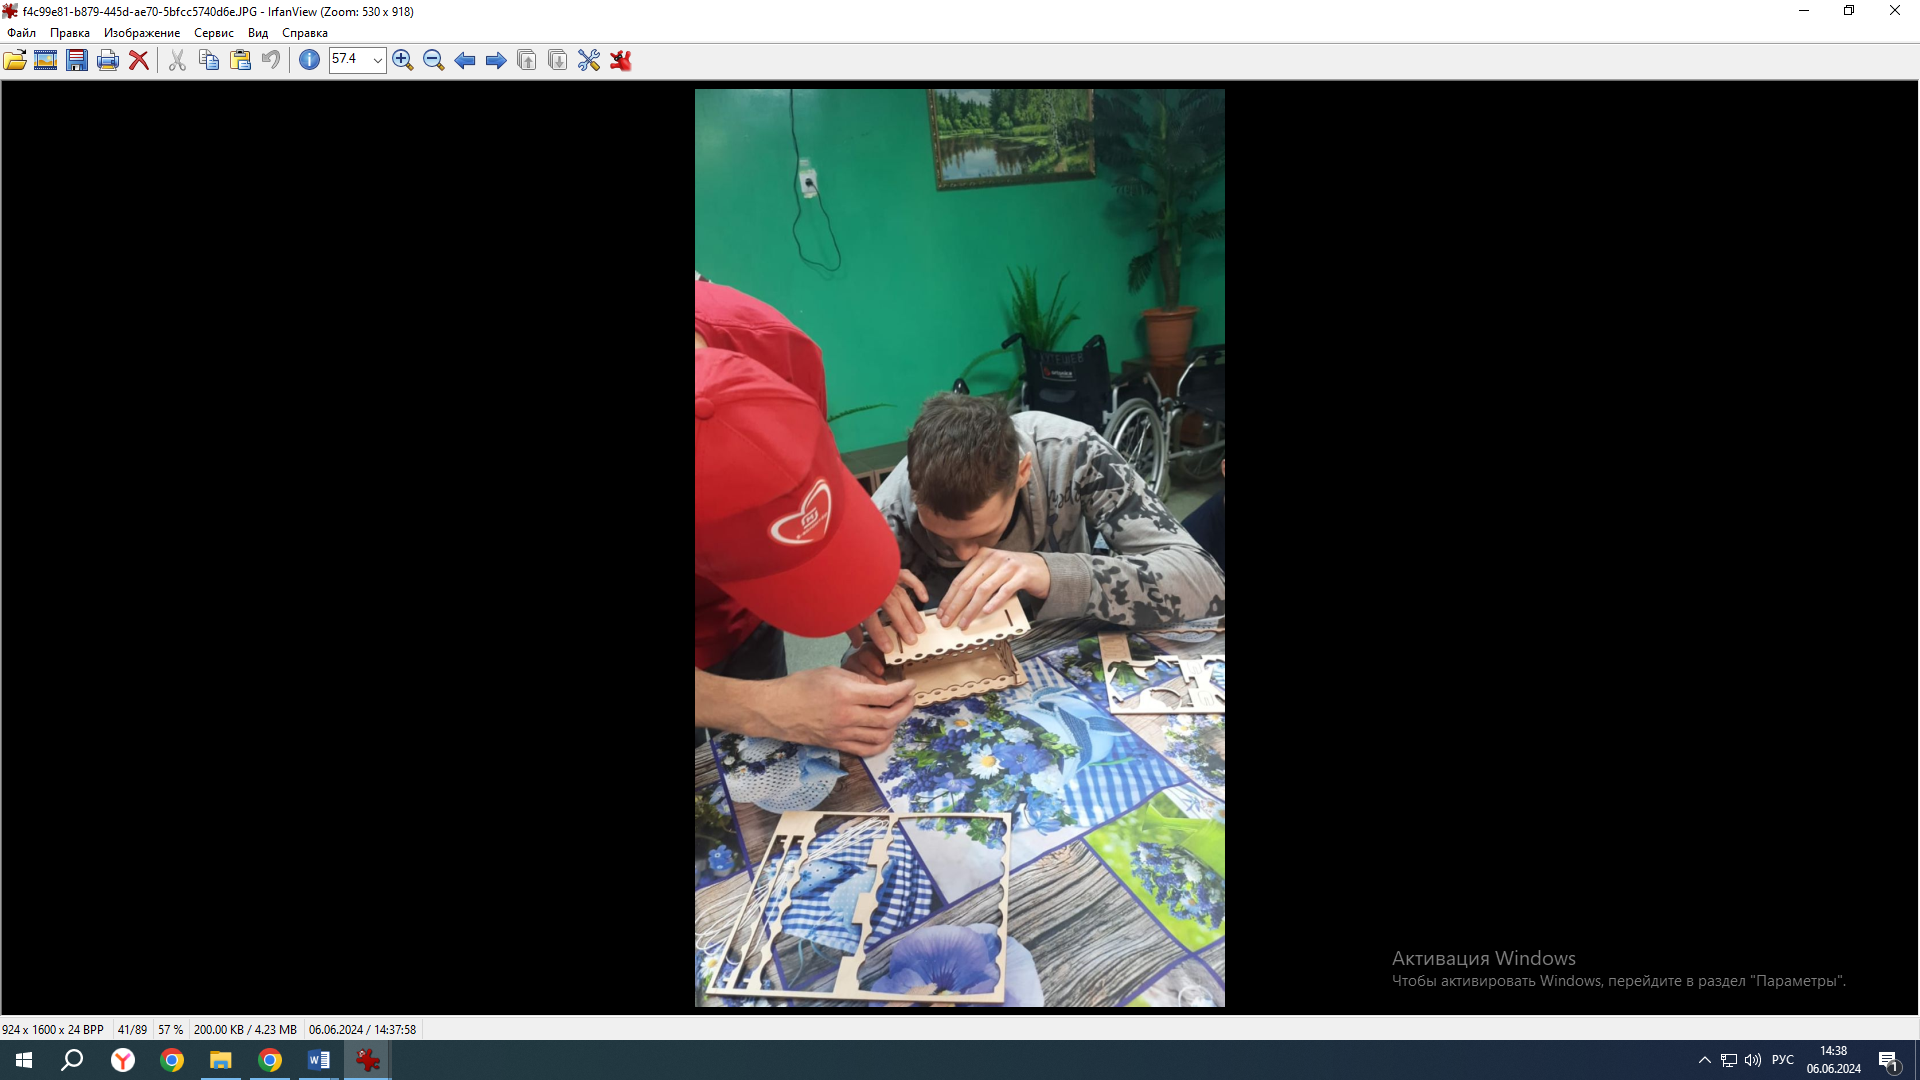 f4c99e81-b879-445d-ae70-5bfcc5740d6e.JPG - IrfanView (Zoom: 530 x 918)
Файл Правка Изображение Сервис Вид Справка
57.4
КУТЕЩЕВ
Активация Windows
Чтобы активировать Windows, перейдите в раздел "Параметры".
924 x 1600 x 24 BPP 41/89 57 % 200.00 KB / 4.23 MB 06.06.2024 / 14:37:58
РУС
14:38
06.06.2024
1